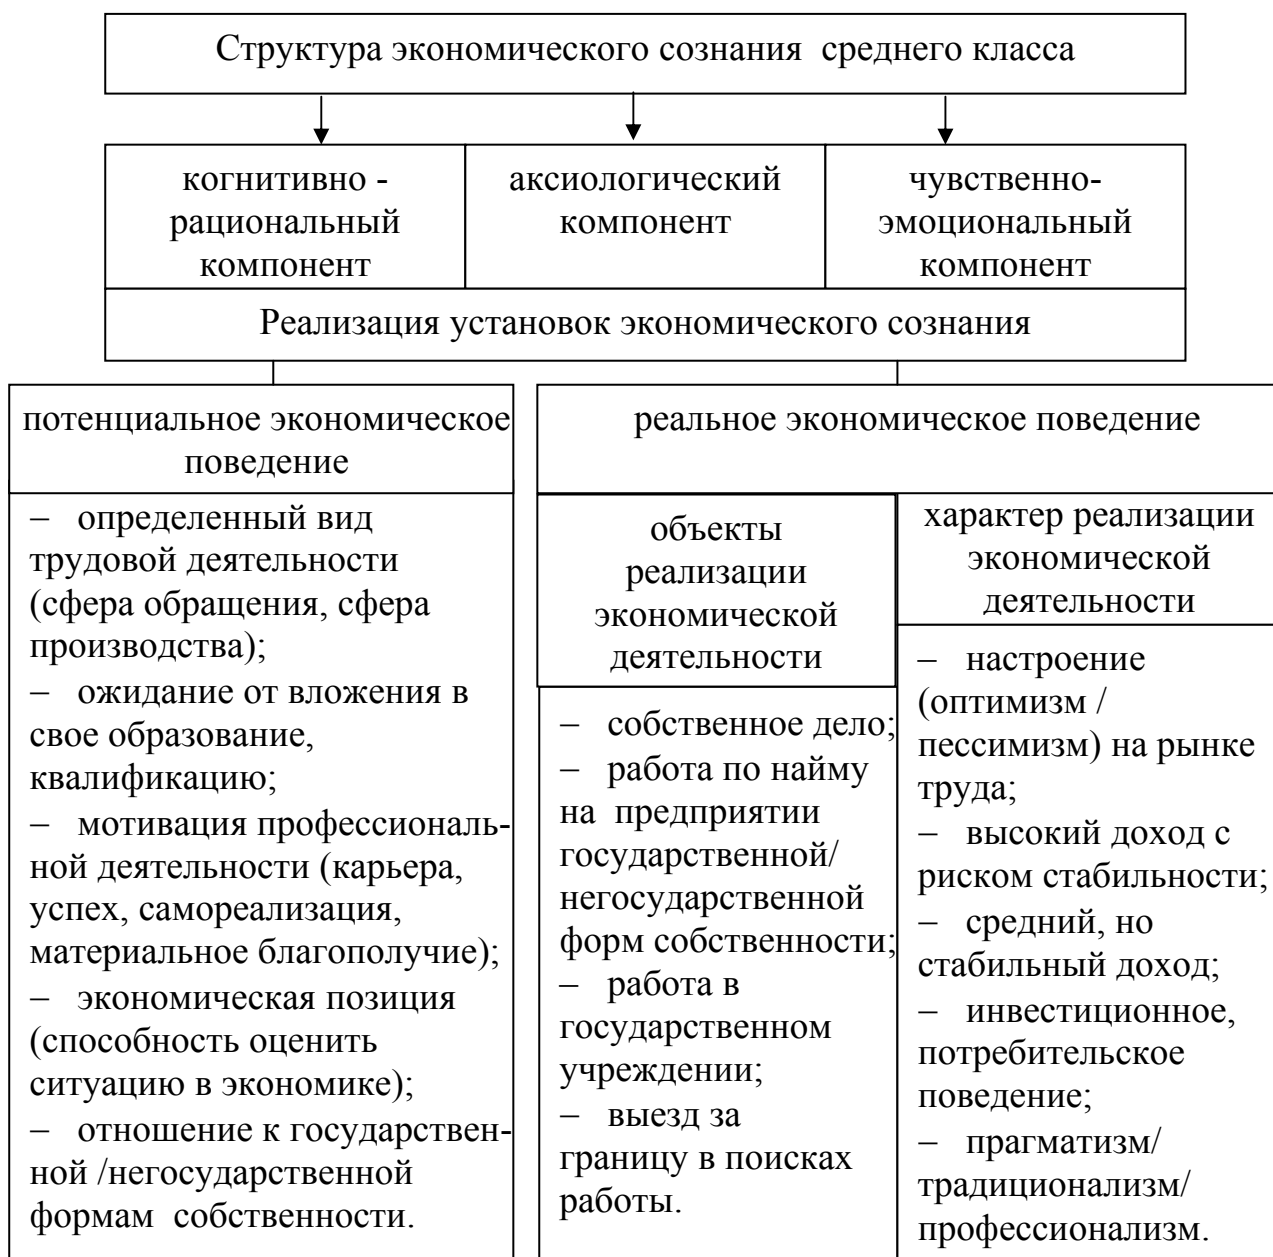 Структура экономического сознания среднего класса
когнитивно -
рациональный
компонент
аксиологический
компонент
чувственно-
эмоциональный
компонент
Реализация установок экономического сознания
потенциальное экономическое
поведение
– определенный вид
трудовой деятельности
(сфера обращения, сфера
производства);
– ожидание от вложения в
свое образование,
квалификацию;
– мотивация профессиональ-
ной деятельности (карьера,
успех, самореализация,
материальное благополучие);
– экономическая позиция
(способность оценить
ситуацию в экономике);
– отношение к государствен-
ной /негосударственной
формам собственности.
реальное экономическое поведение
объекты
реализации
экономической
деятельности
– собственное дело;
– работа по найму
на предприятии
государственной/
негосударственной
форм собственности;
– работа в
государственном
учреждении;
– выезд за
границу в поисках
работы.
характер реализации
экономической
деятельности
– настроение
(оптимизм /
пессимизм) на рынке
труда;
– высокий доход с
риском стабильности;
– средний, но
стабильный доход;
– инвестиционное,
потребительское
поведение;
– прагматизм/
традиционализм/
профессионализм.